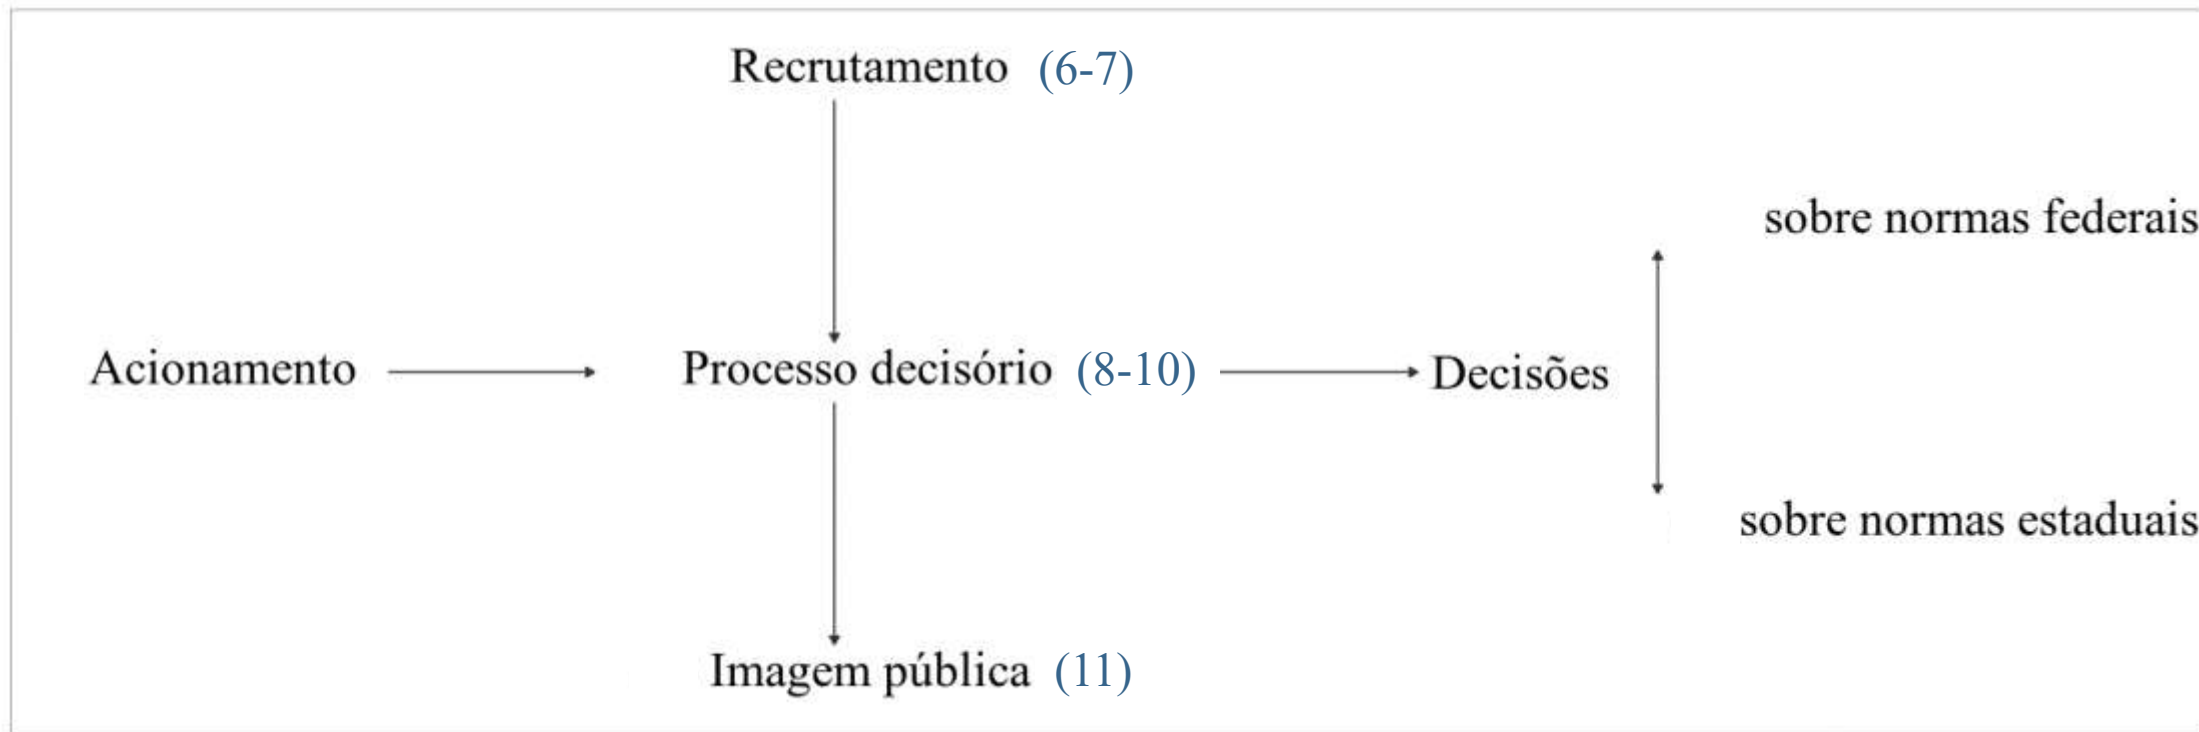 Recrutamento (6-7)
sobre normas federais
Acionamento
Processo decisório (8-10)
Decisões
sobre normas estaduais
Imagem pública (11)